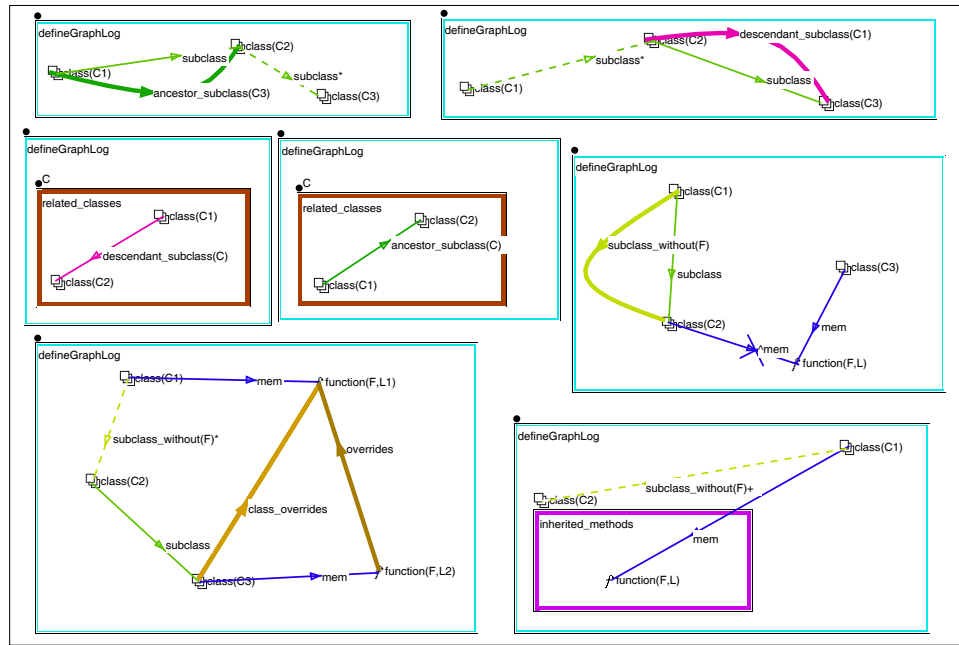 defineGraphLog
class(C2)
subclass
class(C1)
subclass*
ancestor_subclass(C3)
class(C3)
defineGraphLog
descendant_subclass(C1)
class(C2)
subclass*
subclass
class(C1)
class(C3)
defineGraphLog
C
related_classes
class(C1)
descendant_subclass(C)
class(C2)
defineGraphLog
C
related_classes
class(C2)
ancestor_subclass(C)
class(C1)
defineGraphLog
class(C1)
subclass_without(F)
class(C3)
subclass
class(C2)
mem
^mem
function(F,L)
defineGraphLog
class(C1)
mem
function(F,L1)
subclass_without(F)*
overrides
class(C2)
class_overrides
subclass
class(C3)
mem
function(F,L2)
defineGraphLog
class(C1)
subclass_without(F)+
class(C2)
inherited_methods
mem
function(F,L)